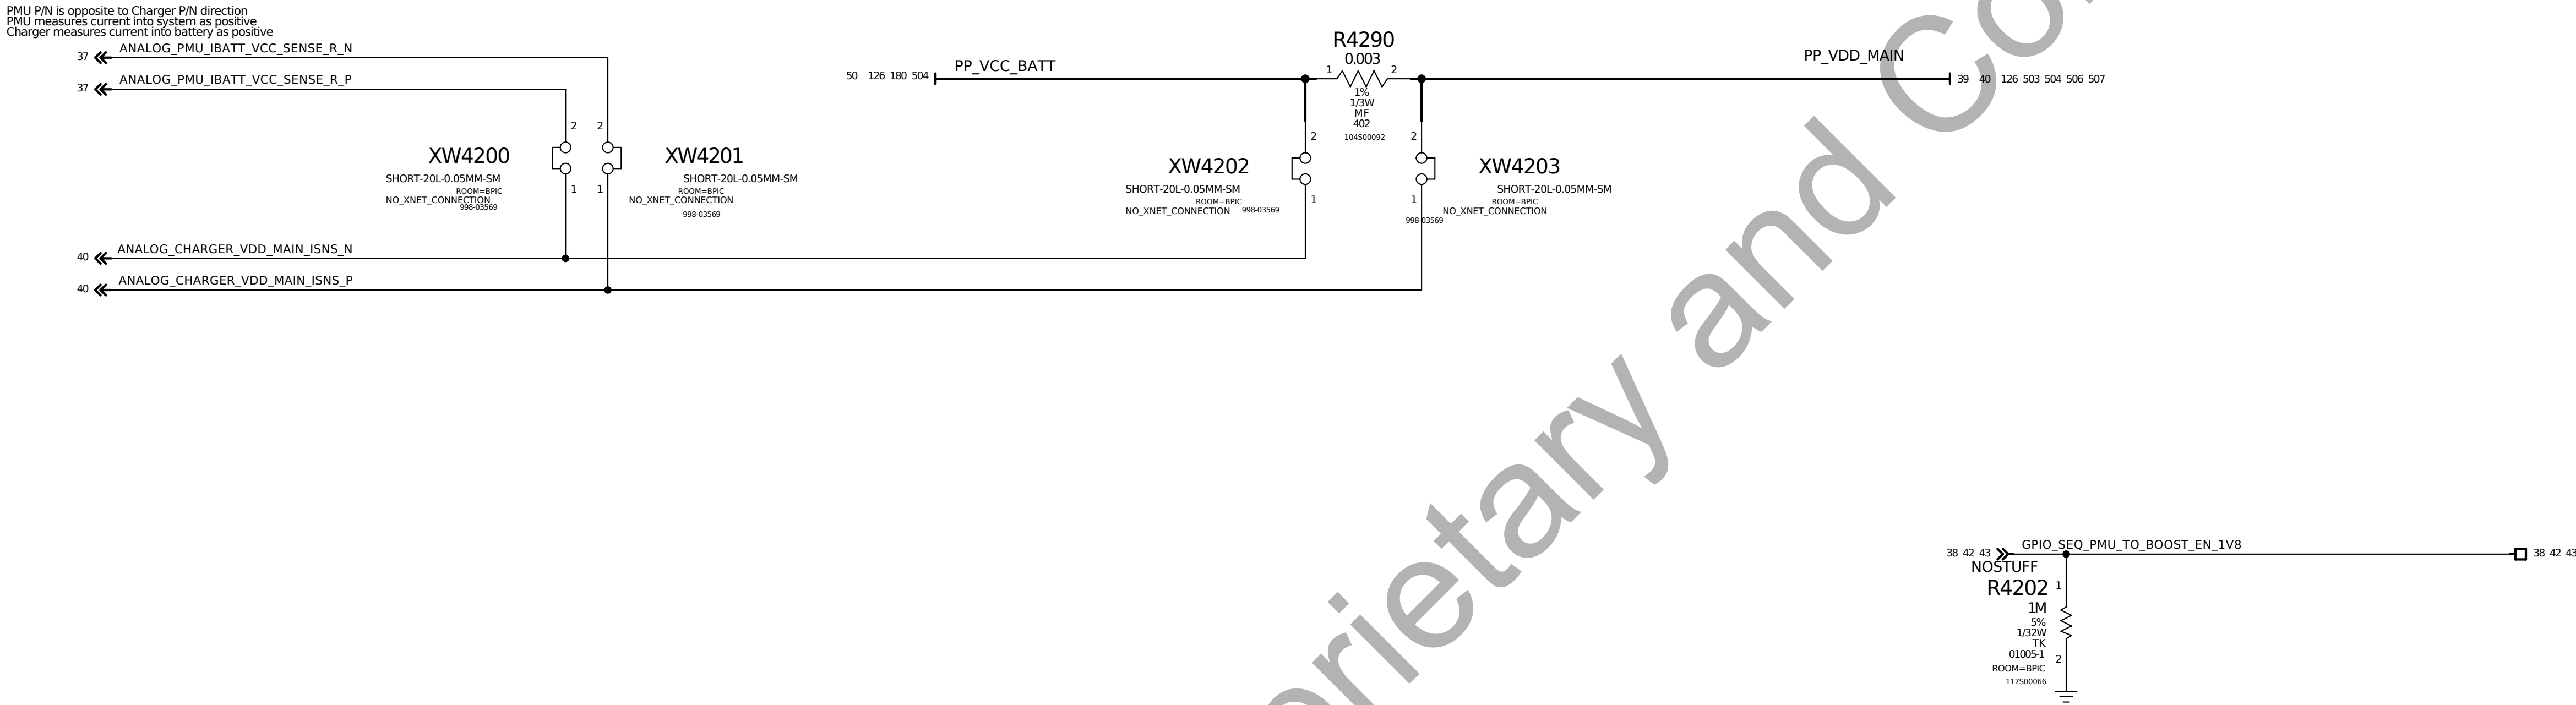 PMU P/N is opposite to Charger P/N direction
PMU measures current into system as positive
Charger measures current into battery as positive
37 ANALOG_PMU_IBATT_VCC_SENSE_R_N
37 ANALOG_PMU_IBATT_VCC_SENSE_R_P
2 2
XW4200
SHORT-20L-0.05MM-SM
ROOM=BPIC
NO_XNET_CONNECTION
998-03569
1 1
XW4201
SHORT-20L-0.05MM-SM
ROOM=BPIC
NO_XNET_CONNECTION
998-03569
40 ANALOG_CHARGER_VDD_MAIN_ISNS_N
40 ANALOG_CHARGER_VDD_MAIN_ISNS_P
50 126 180 504 PP_VCC_BATT
R4290
0.003
1 2
1%
1/3W
MF
402
104S00092
PP_VDD_MAIN
39 40 126 503 504 506 507
2 2
XW4202
SHORT-20L-0.05MM-SM
ROOM=BPIC
NO_XNET_CONNECTION 998-03569
1 1
XW4203
SHORT-20L-0.05MM-SM
ROOM=BPIC
NO_XNET_CONNECTION
998-03569
38 42 43 GPIO_SEQ_PMU_TO_BOOST_EN_1V8 38 42 43
NOSTUFF
R4202 1
1M
5%
1/32W
TK
01005-1 2
ROOM=BPIC
117S00066
rietary and Co